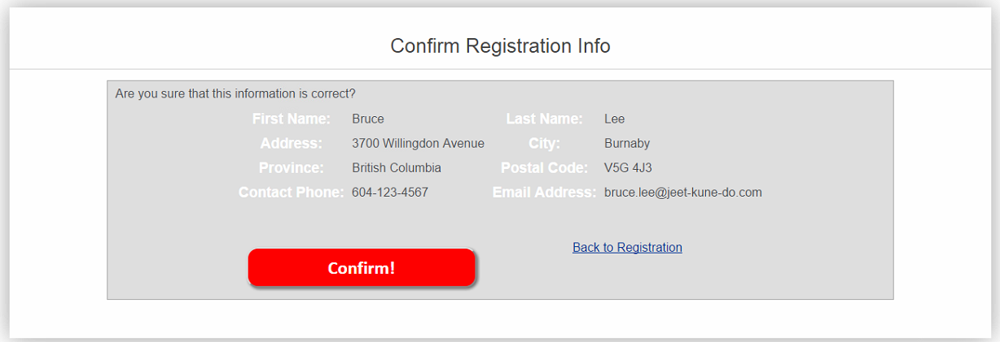 Confirm Registration Info
Are you sure that this information is correct?
First Name: Bruce Last Name: Lee
Address: 3700 Willingdon Avenue City: Burnaby
Province: British Columbia Postal Code: V5G 4J3
Contact Phone: 604-123-4567 Email Address: bruce.lee@jeet-kune-do.com
Back to Registration
Confirm!